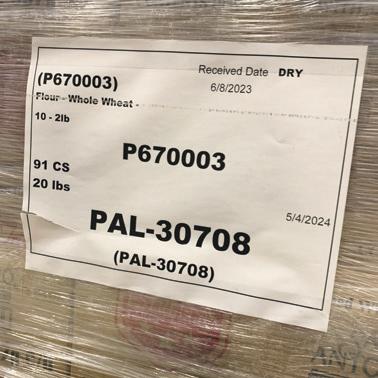 (P670003)
Received Date DRY
6/8/2023
Flour - Whole Wheat -
10 - 2lb
P670003
91 CS
20 lbs
5/4/2024
PAL-30708
(PAL-30708)